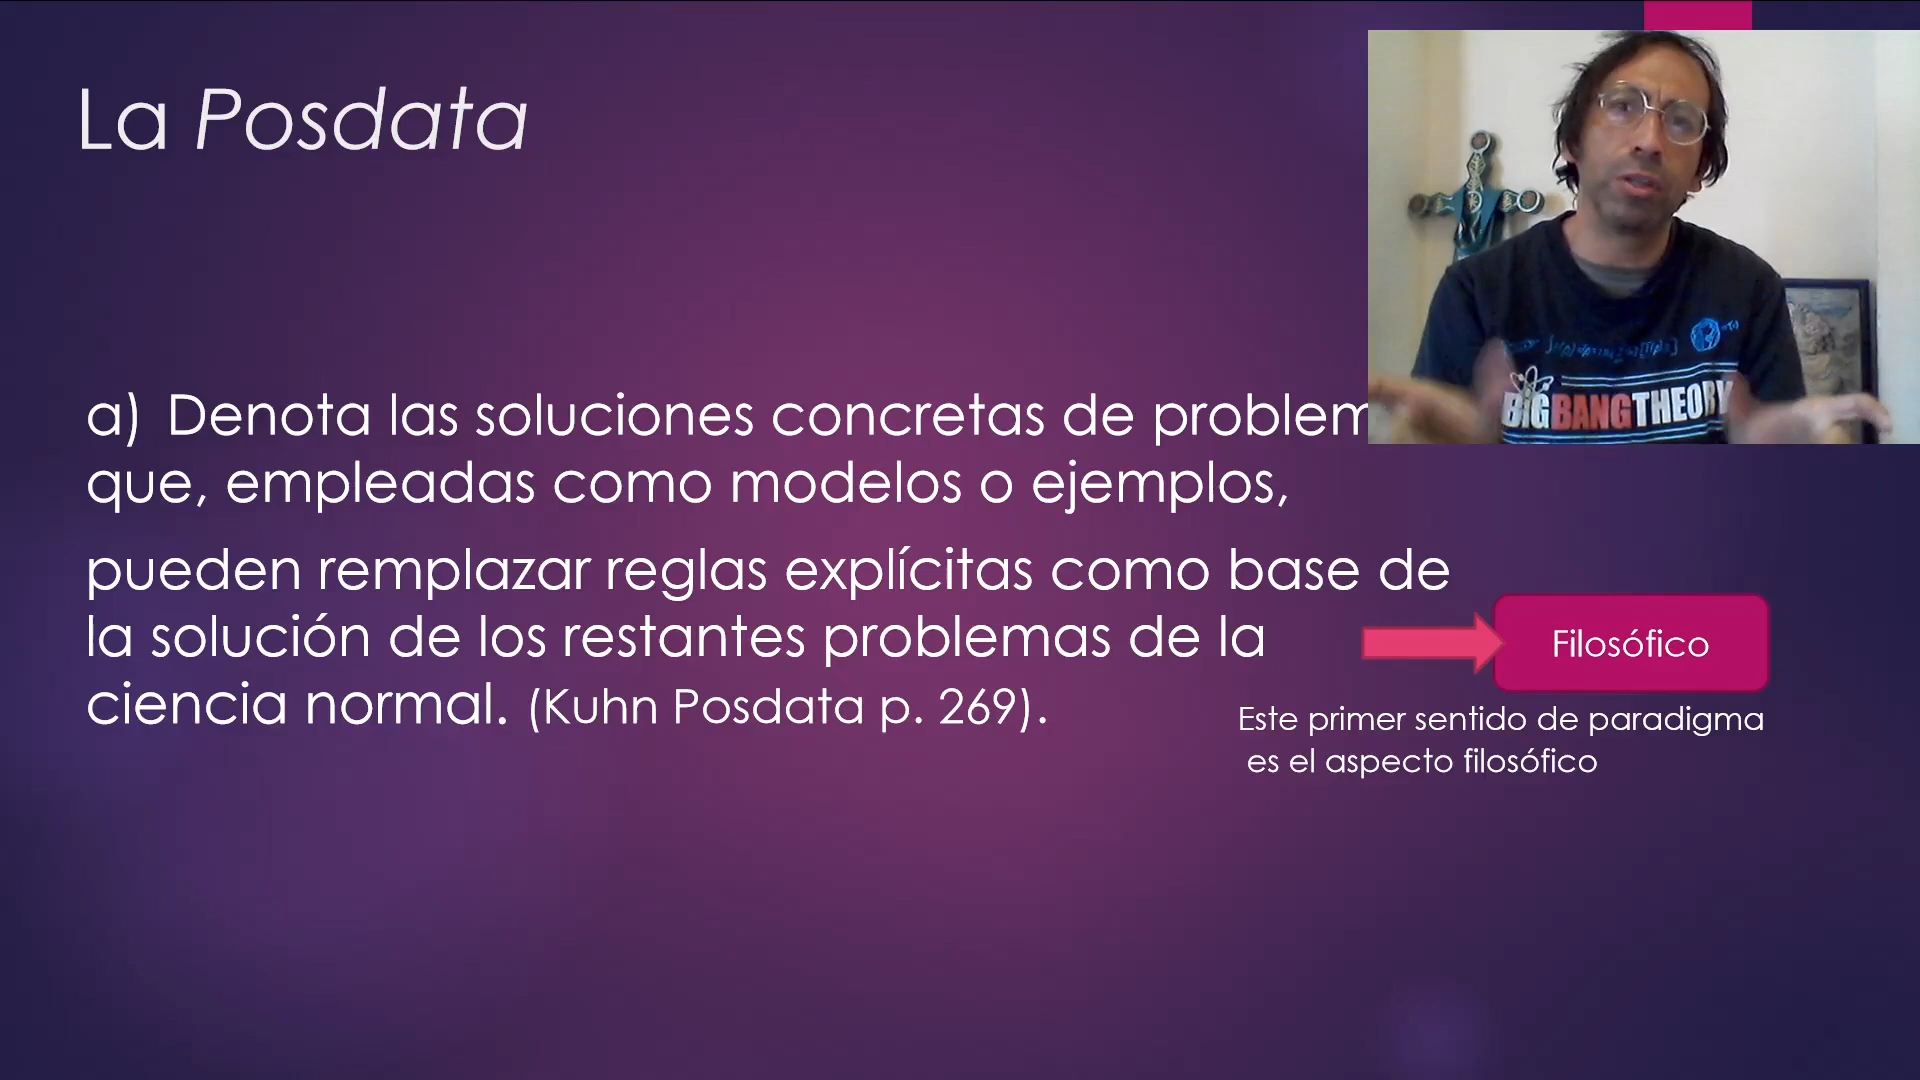 La Posdata
a) Denota las soluciones concretas de problem
que, empleadas como modelos o ejemplos,
pueden remplazar reglas explícitas como base de
la solución de los restantes problemas de la
ciencia normal. (Kuhn Posdata p. 269).
Filosófico
Este primer sentido de paradigma
es el aspecto filosófico
BIGBANGTHEORY